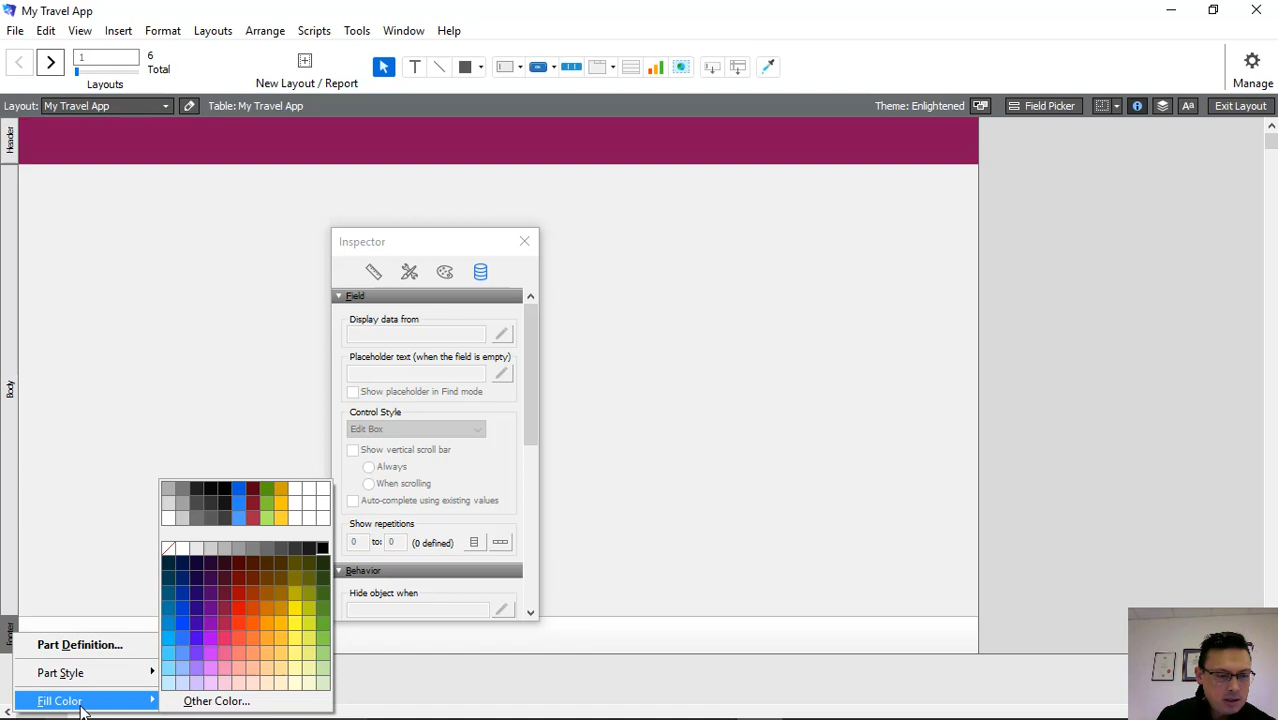 My Travel App
File Edit View Insert Format Layouts Arrange Scripts Tools Window Help
1 6 Total
Layouts
New Layout / Report
Manage
Layout: My Travel App Table: My Travel App Theme: Enlightened Field Picker Aa Exit Layout
Header
Body
Inspector
Field
Display data from
Placeholder text (when the field is empty)
Show placeholder in Find mode
Control Style
Edit Box
Show vertical scroll bar
Always
When scrolling
Auto-complete using existing values
Show repetitions
0 to: 0 (0 defined)
Behavior
Hide object when
Footer
Part Definition...
Part Style
Fill Color
Other Color...